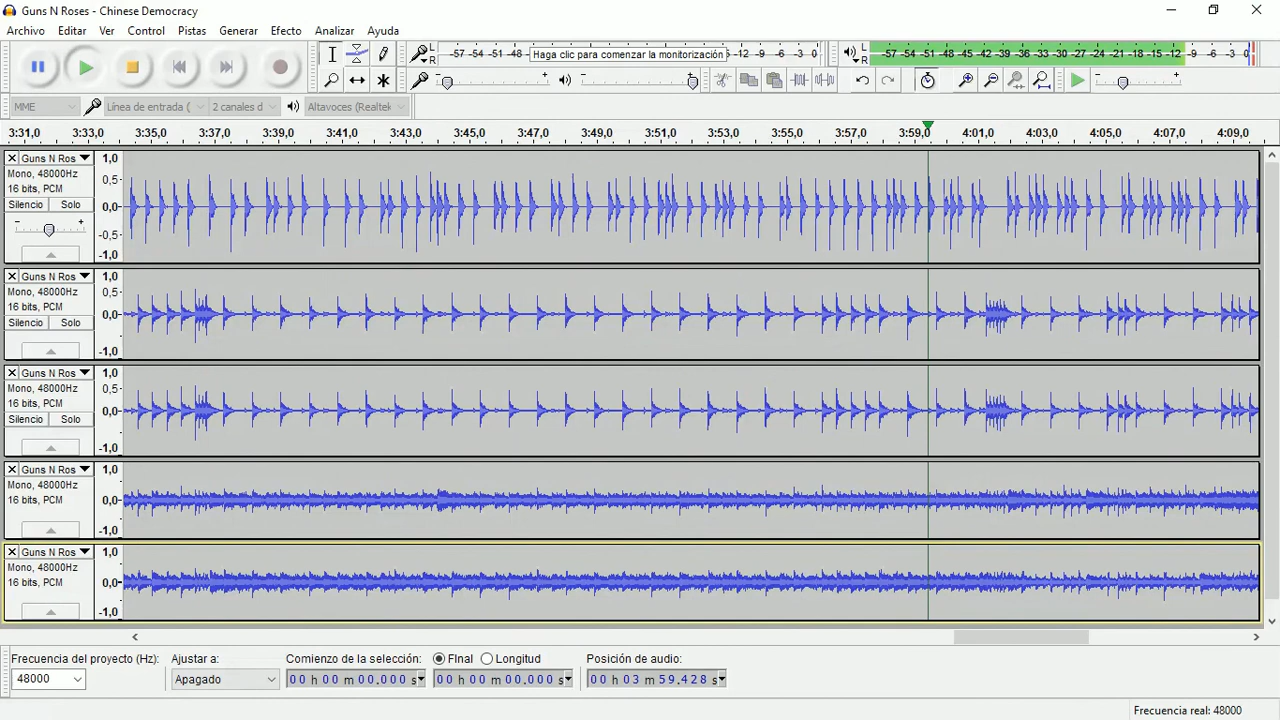 Guns N Roses - Chinese Democracy
Archivo Editar Ver Control Pistas Generar Efecto Analizar Ayuda
L R -57 -54 -51 -48 Haga clic para comenzar la monitorización -12 -9 -6 -3 0
L R -57 -54 -51 -48 -45 -42 -39 -36 -33 -30 -27 -24 -21 -18 -15 -12 -9 -6 -3 0
- + - +
- +
MME Línea de entrada ( 2 canales d Altavoces (Realtek
3:31,0 3:33,0 3:35,0 3:37,0 3:39,0 3:41,0 3:43,0 3:45,0 3:47,0 3:49,0 3:51,0 3:53,0 3:55,0 3:57,0 3:59,0 4:01,0 4:03,0 4:05,0 4:07,0 4:09,0
Guns N Ros 1,0
Mono, 48000Hz
16 bits, PCM 0,5
Silencio Solo 0,0
- +
-0,5
-1,0
Guns N Ros 1,0
Mono, 48000Hz 0,5
16 bits, PCM
Silencio Solo 0,0
-1,0
Guns N Ros 1,0
Mono, 48000Hz 0,5
16 bits, PCM
Silencio Solo 0,0
-1,0
Guns N Ros 1,0
Mono, 48000Hz
16 bits, PCM 0,0
-1,0
Guns N Ros 1,0
Mono, 48000Hz
16 bits, PCM 0,0
-1,0
Frecuencia del proyecto (Hz): Ajustar a: Comienzo de la selección: FInal Longitud Posición de audio:
48000 Apagado 00 h 00 m 00.000 s 00 h 00 m 00.000 s 00 h 03 m 59.428 s
Frecuencia real: 48000